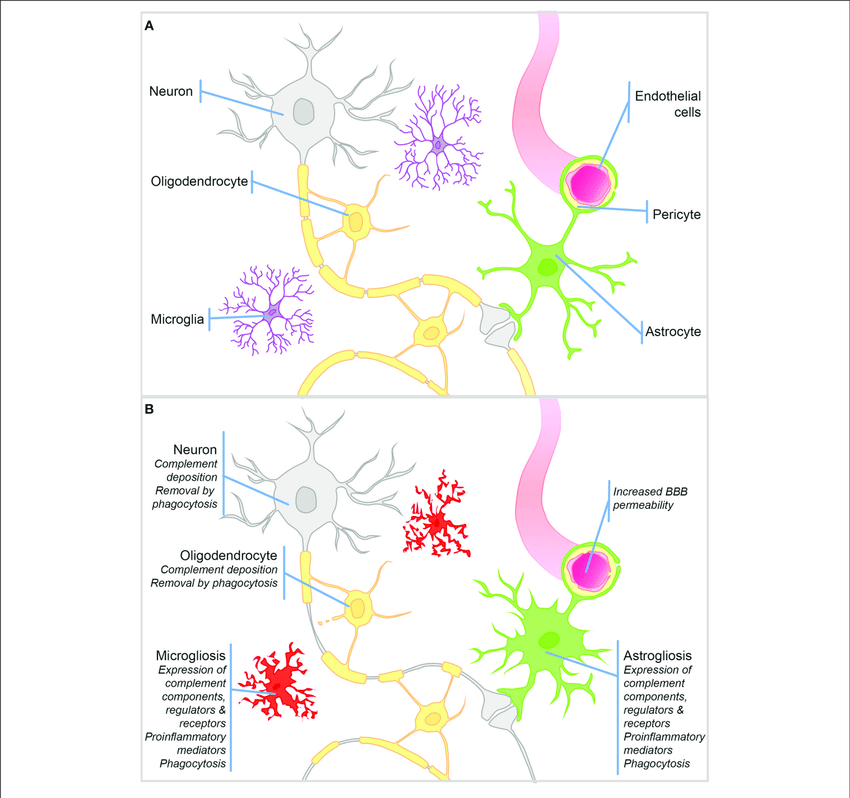 A
Neuron
Endothelial
cells
Oligodendrocyte
Pericyte
Microglia
Astrocyte
B
Neuron
Complement
deposition
Removal by
phagocytosis
Increased BBB
permeability
Oligodendrocyte
Complement deposition
Removal by phagocytosis
Microgliosis
Expression of
complement
components,
regulators &
receptors
Proinflammatory
mediators
Phagocytosis
Astrogliosis
Expression of
complement
components,
regulators &
receptors
Proinflammatory
mediators
Phagocytosis